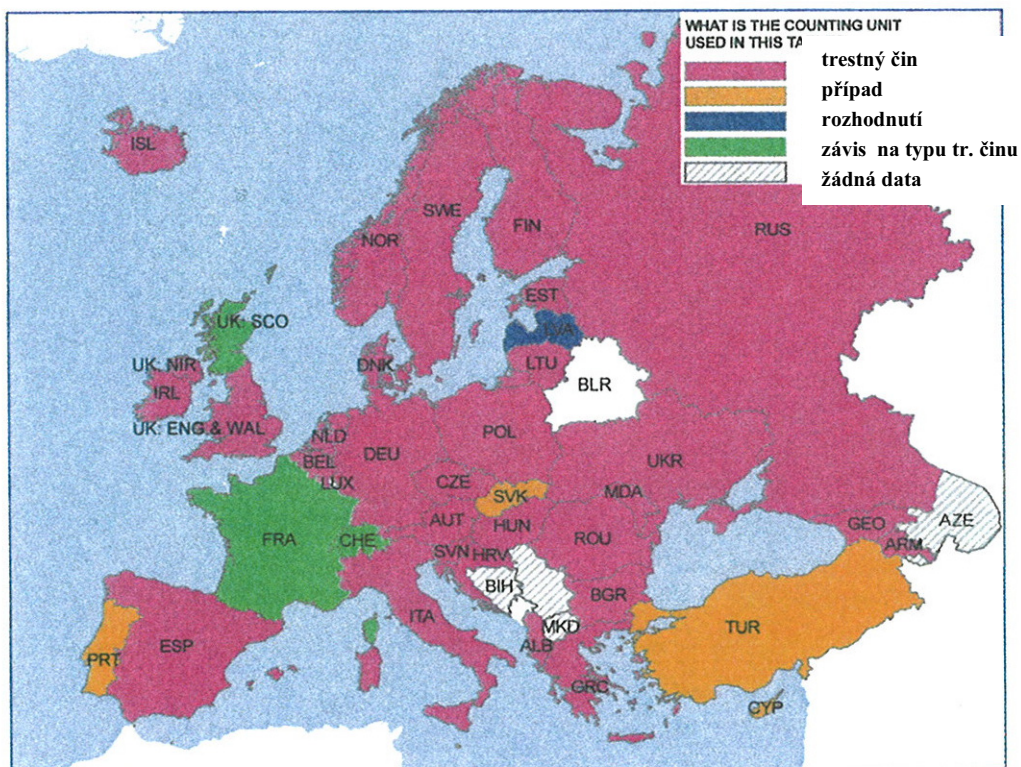 WHAT IS THE COUNTING UNIT
USED IN THIS
trestný čin
případ
rozhodnutí
závis na typu tr. činu
žádná data
ISL
SWE
NOR
FIN
RUS
EST
UK: SCO
LVA
UK: NIR
DNK
LTU
IRL
BLR
UK: ENG & WAL
NLD
POL
BEL
DEU
UKR
LUX
CZE
SVK
MDA
AUT
HUN
GEO
AZE
FRA
CHE
ROU
ARM
SVN
HRV
BIH
BGR
ITA
MKD
TUR
PRT
ESP
ALB
GRC
CYP